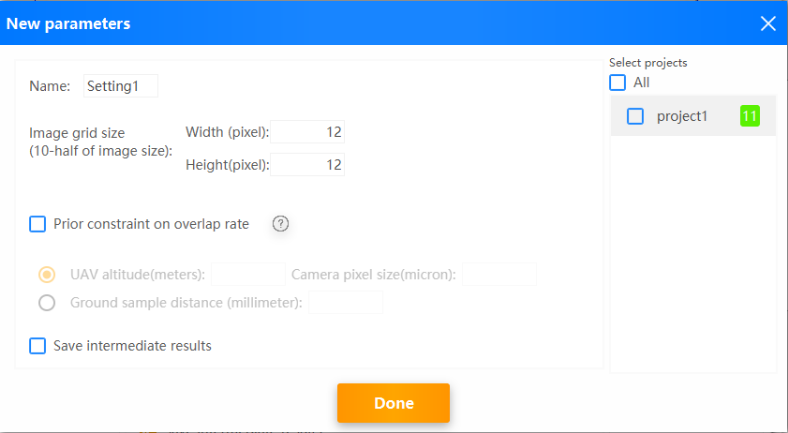 New parameters
Select projects
All
project1 11
Name: Setting1
Image grid size
(10-half of image size):
Width (pixel): 12
Height(pixel): 12
Prior constraint on overlap rate ?
UAV altitude(meters): Camera pixel size(micron):
Ground sample distance (millimeter):
Save intermediate results
Done